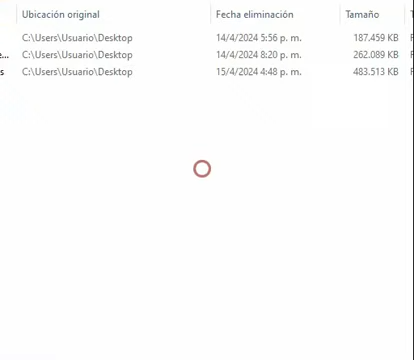 Ubicación original Fecha eliminación Tamaño
C:\Users\Usuario\Desktop 14/4/2024 5:56 p. m. 187.459 KB
C:\Users\Usuario\Desktop 14/4/2024 8:20 p. m. 262.089 KB
C:\Users\Usuario\Desktop 15/4/2024 4:48 p. m. 483.513 KB